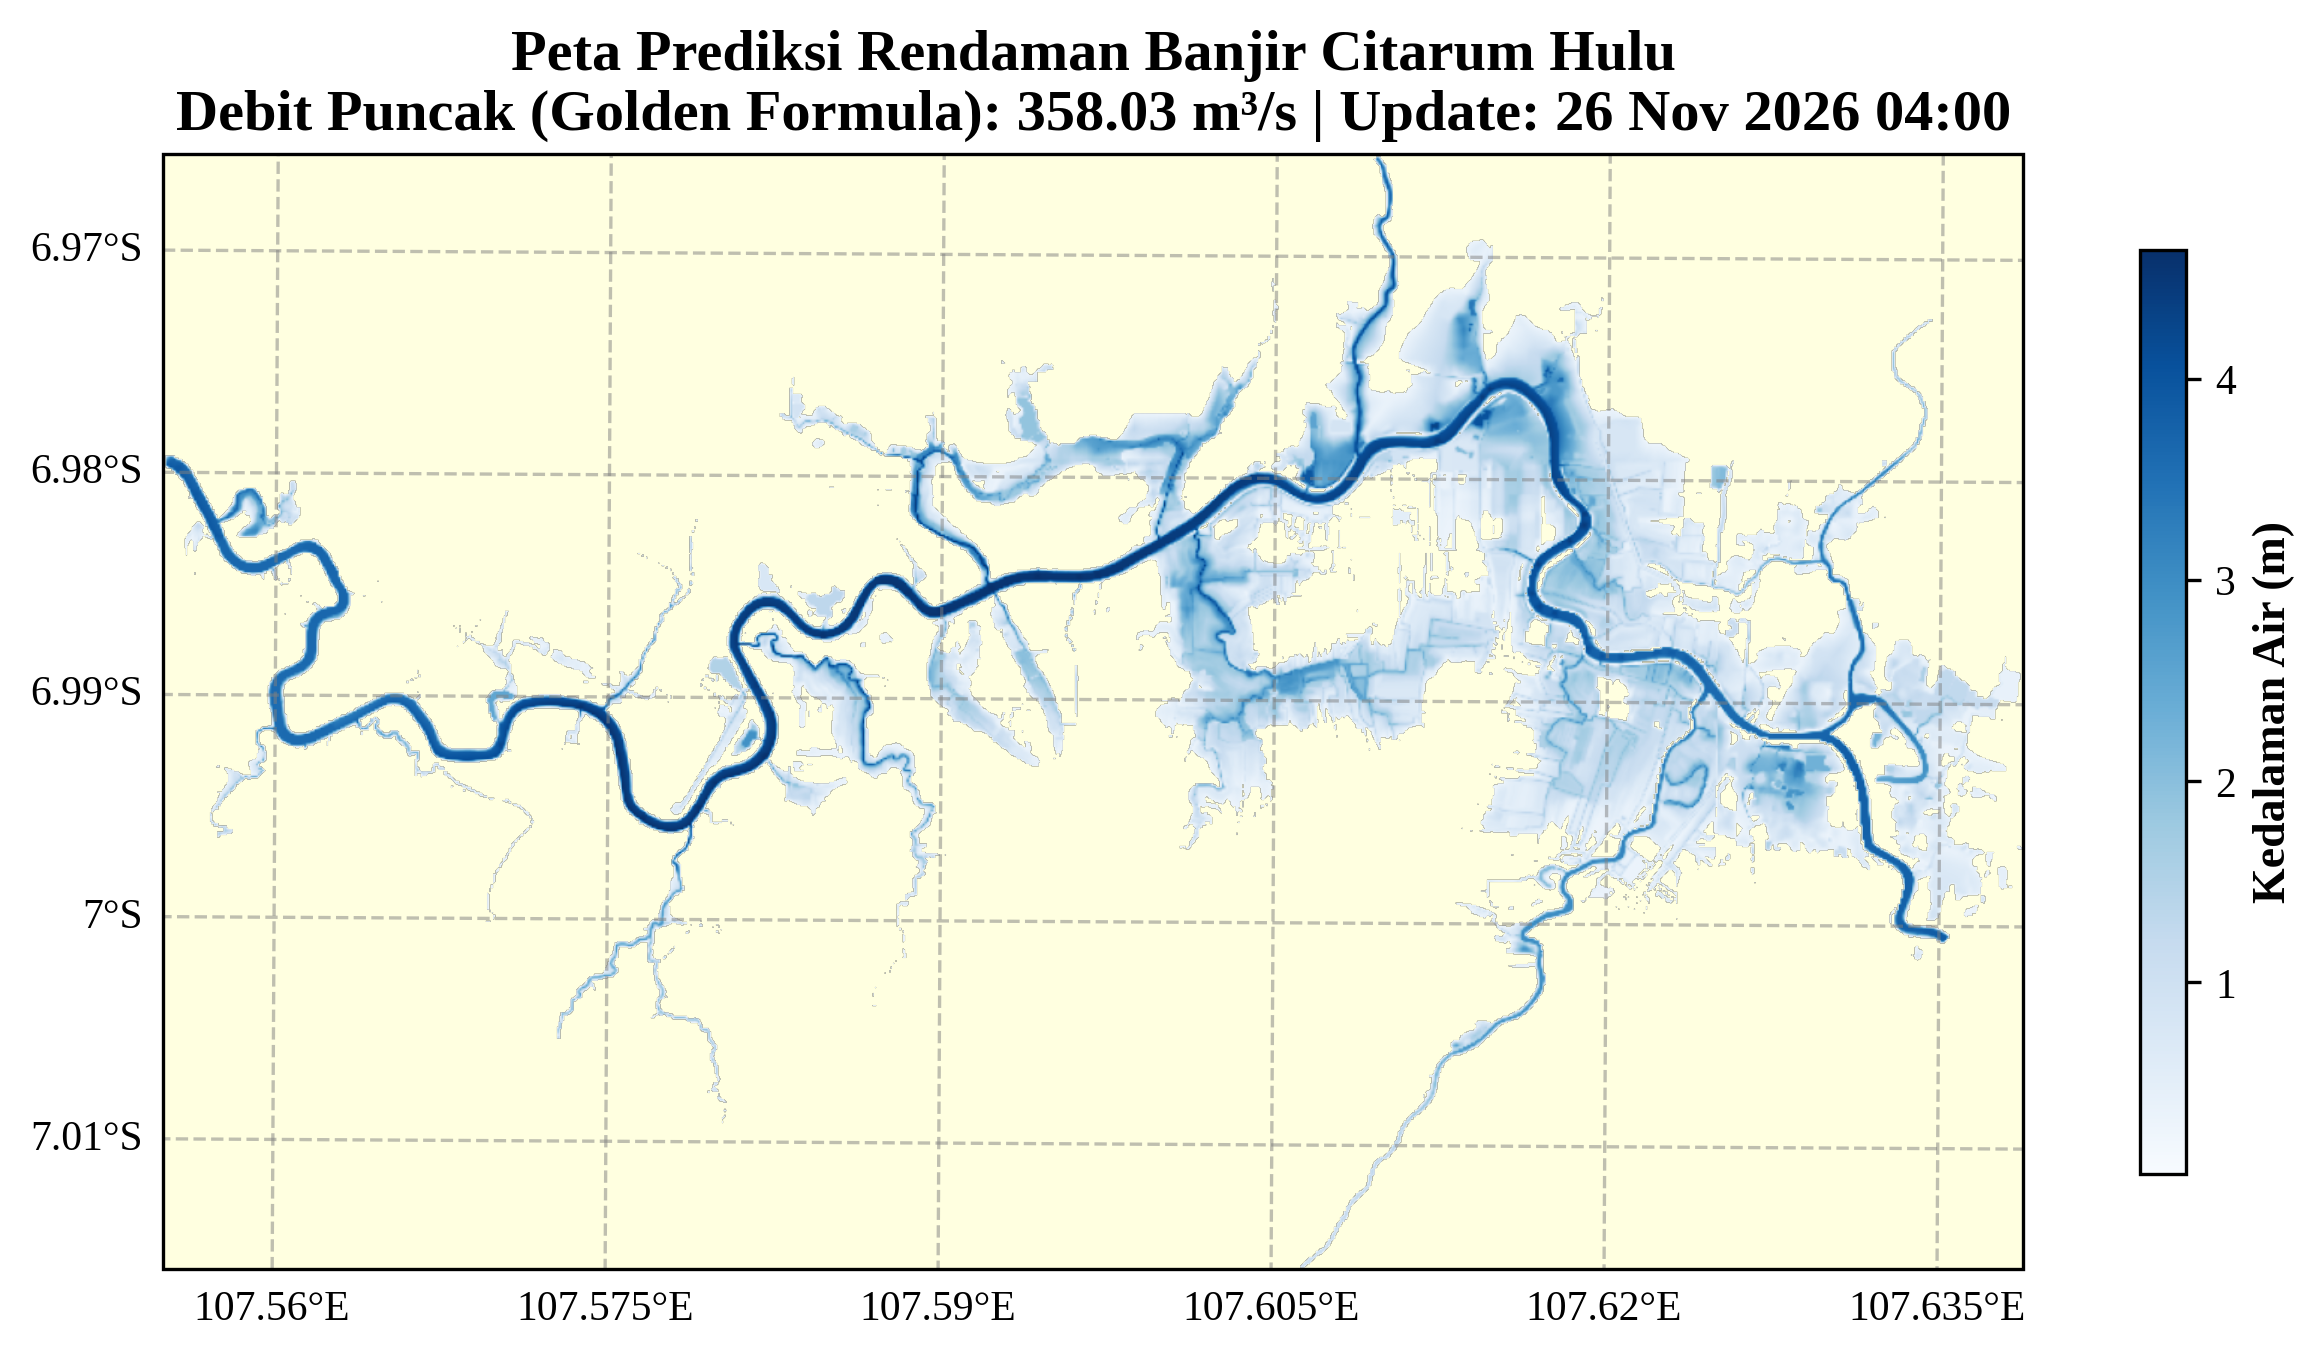 Peta Prediksi Rendaman Banjir Citarum Hulu
Debit Puncak (Golden Formula): 358.03 m³/s | Update: 26 Nov 2026 04:00
6.97°S
6.98°S
6.99°S
7°S
7.01°S
107.56°E
107.575°E
107.59°E
107.605°E
107.62°E
107.635°E
4
3
2
1
Kedalaman Air (m)